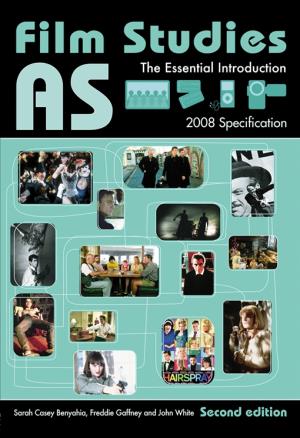 Film Studies
AS
The Essential Introduction
2008 Specification
HAIRSPRAY
Sarah Casey Benyahia, Freddie Gaffney and John White
Second edition